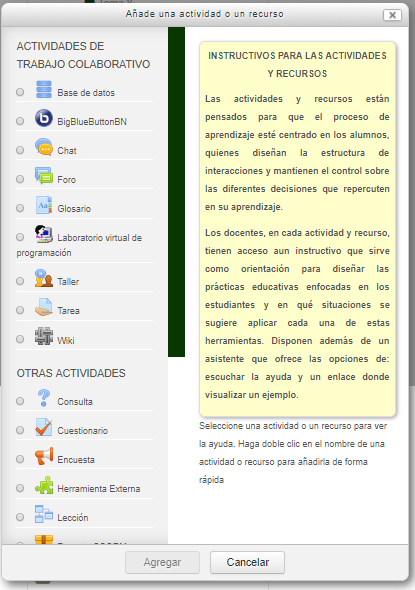 Añade una actividad o un recurso
ACTIVIDADES DE
TRABAJO COLABORATIVO
Base de datos
BigBlueButtonBN
Chat
Foro
Glosario
Laboratorio virtual de
programación
Taller
Tarea
Wiki
OTRAS ACTIVIDADES
Consulta
Cuestionario
Encuesta
Herramienta Externa
Lección
INSTRUCTIVOS PARA LAS ACTIVIDADES
Y RECURSOS
Las actividades y recursos están
pensados para que el proceso de
aprendizaje esté centrado en los alumnos,
quienes diseñan la estructura de
interacciones y mantienen el control sobre
las diferentes decisiones que repercuten
en su aprendizaje.
Los docentes, en cada actividad y recurso,
tienen acceso aun instructivo que sirve
como orientación para diseñar las
prácticas educativas enfocadas en los
estudiantes y en qué situaciones se
sugiere aplicar cada una de estas
herramientas. Disponen además de un
asistente que ofrece las opciones de:
escuchar la ayuda y un enlace donde
visualizar un ejemplo.
Seleccione una actividad o un recurso para ver
la ayuda. Haga doble clic en el nombre de una
actividad o recurso para añadirla de forma
rápida
Agregar
Cancelar